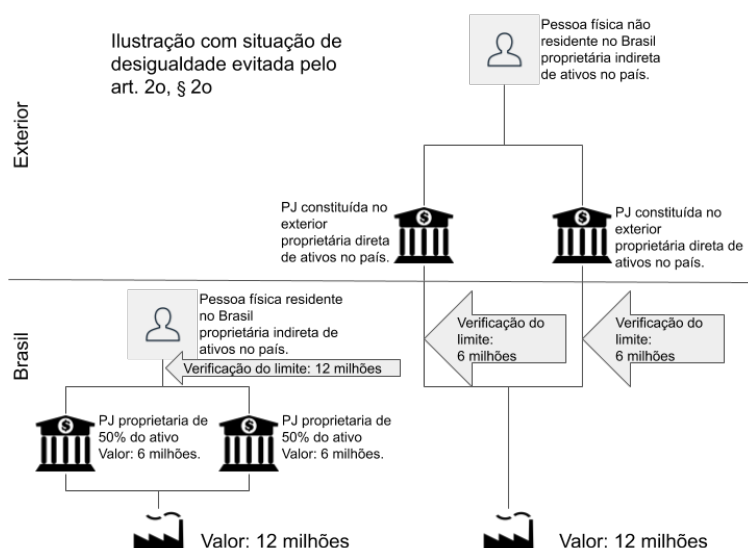 Ilustração com situação de
desigualdade evitada pelo
art. 2o, § 2o
Pessoa física não
residente no Brasil
proprietária indireta
de ativos no país.
Exterior
PJ constituída no
exterior
proprietária direta
de ativos no país.
PJ constituída no
exterior
proprietária direta de
ativos no país.
Brasil
Pessoa física residente
no Brasil
proprietária indireta de
ativos no país.
Verificação do limite: 12 milhões
Verificação do
limite:
6 milhões
Verificação do
limite:
6 milhões
PJ proprietaria de
50% do ativo
Valor: 6 milhões.
PJ proprietaria de
50% do ativo
Valor: 6 milhões.
Valor: 12 milhões
Valor: 12 milhões